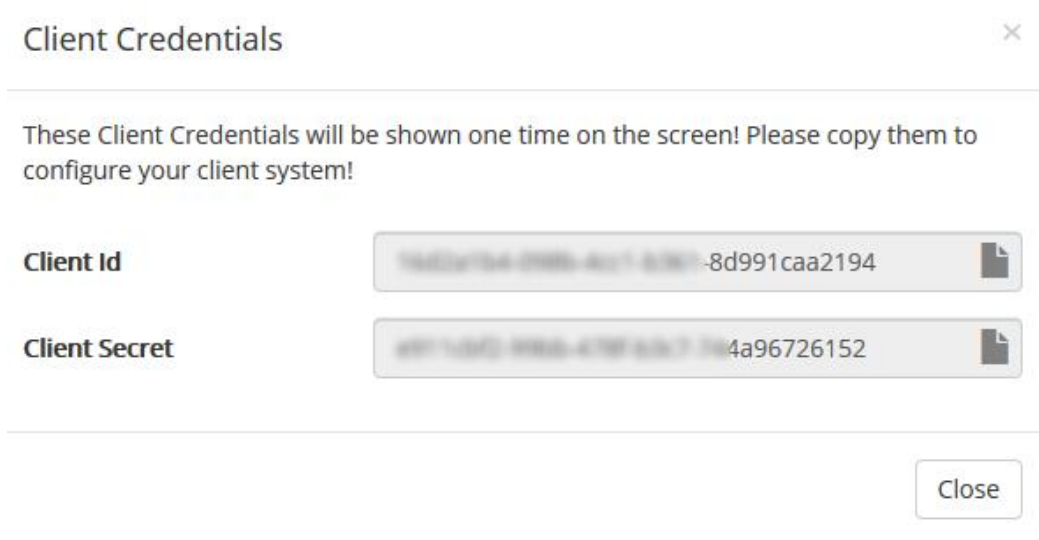 Client Credentials
These Client Credentials will be shown one time on the screen! Please copy them to
configure your client system!
Client Id
-8d991caa2194
Client Secret
4a96726152
Close